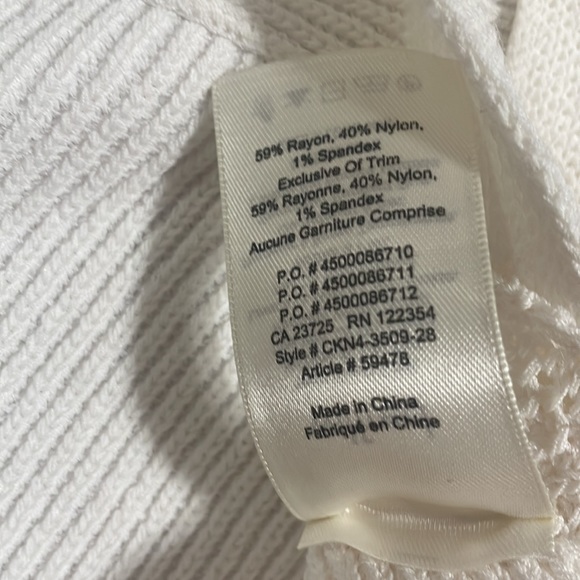 59% Rayon, 40% Nylon,
1% Spandex
Exclusive Of Trim
59% Rayonne, 40% Nylon,
1% Spandex
Aucune Garniture Comprise
P.O. # 4500086710
P.O. # 4500086711
P.O. # 4500086712
CA 23725 RN 122354
Style # CKN4-3509-28
Article # 59478
Made in China
Fabriqué en Chine